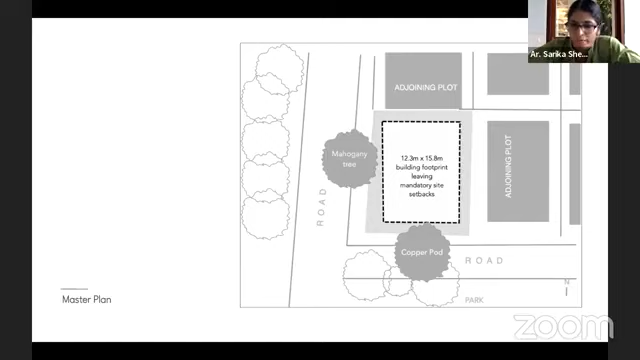 Ar. Sarika She...
ADJOINING PLOT
Mahogany
tree
12.3m x 15.8m
building footprint
leaving
mandatory site
setbacks
ADJOINING PLOT
ROAD
Copper Pod
ROAD
N
PARK
Master Plan
zoom